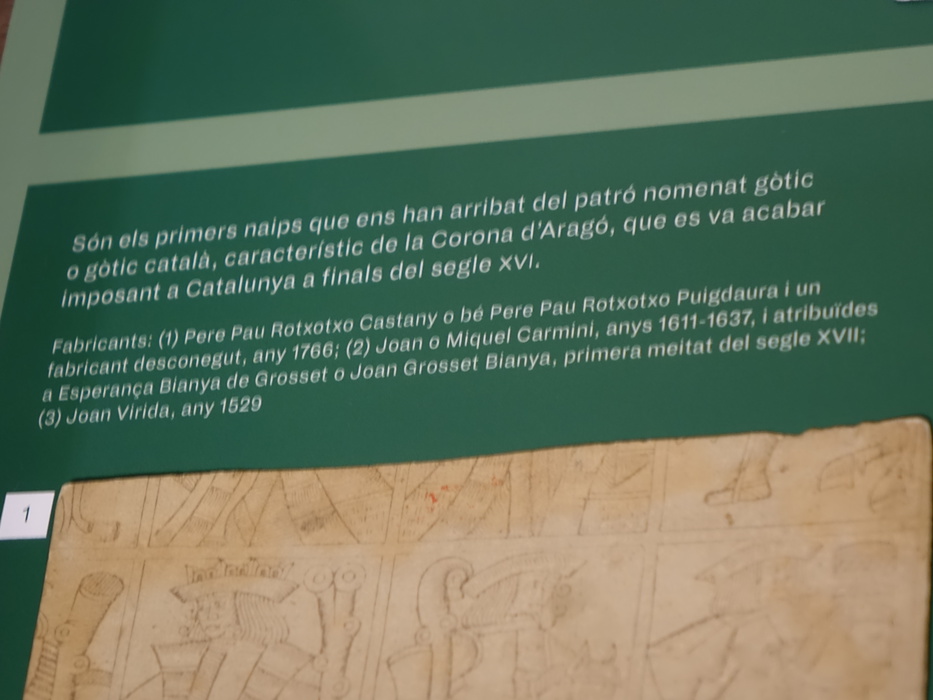 Són els primers naips que ens han arribat del patró nomenat gòtic
o gòtic català, característic de la Corona d'Aragó, que es va acabar
imposant a Catalunya a finals del segle XVI.
Fabricants: (1) Pere Pau Rotxotxo Castany o bé Pere Pau Rotxotxo Puigdaura i un
fabricant desconegut, any 1766; (2) Joan o Miquel Carmini, anys 1611-1637, i atribuïdes
a Esperança Bianya de Grosset o Joan Grosset Bianya, primera meitat del segle XVII;
(3) Joan Virida, any 1529
1